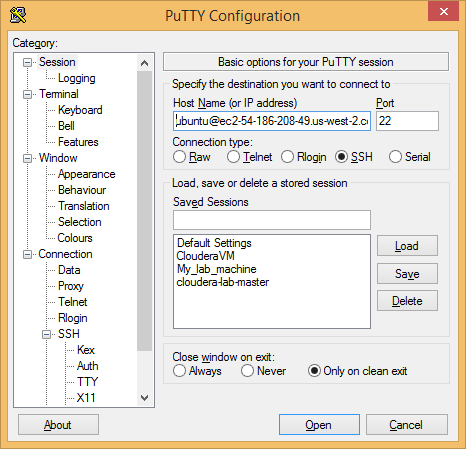 PuTTY Configuration
Category:
Session
Logging
Terminal
Keyboard
Bell
Features
Window
Appearance
Behaviour
Translation
Selection
Colours
Connection
Data
Proxy
Telnet
Rlogin
SSH
Kex
Auth
TTY
X11
Basic options for your PuTTY session
Specify the destination you want to connect to
Host Name (or IP address) Port
ubuntu@ec2-54-186-208-49.us-west-2.co 22
Connection type:
Raw Telnet Rlogin SSH Serial
Load, save or delete a stored session
Saved Sessions
Default Settings
ClouderaVM
My_lab_machine
cloudera-lab-master
Load
Save
Delete
Close window on exit:
Always Never Only on clean exit
About Open Cancel